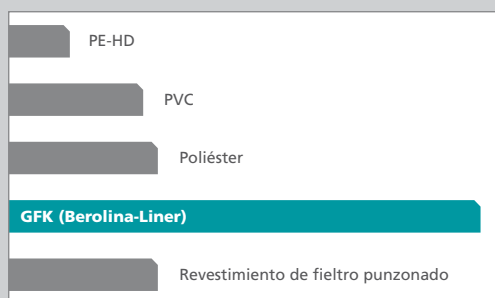 PE-HD
PVC
Poliéster
GFK (Berolina-Liner)
Revestimiento de fieltro punzonado